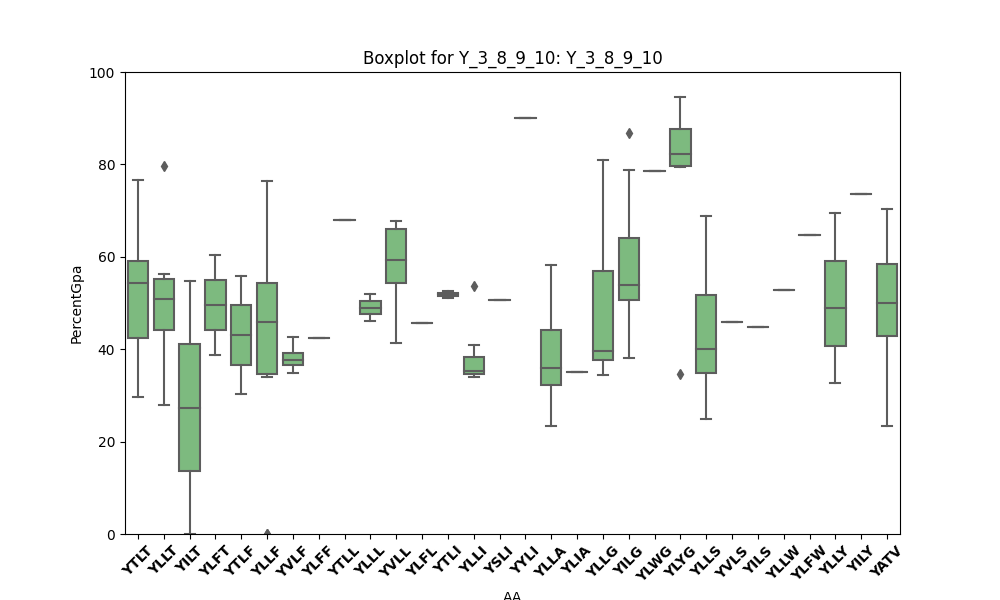 Boxplot for Y_3_8_9_10: Y_3_8_9_10
100
80
60
40
20
0
PercentGpa
YTLT YLLT YILT YLFT YTLF YLLF YVLF YLFF YTLL YLLL YVLL YLFL YTLI YLLI YSLI YYLI YLLA YLIA YLLG YILG YLWG YLYG YLLS YVLS YILS YLLW YLFW YLLY YILY YATV
AA